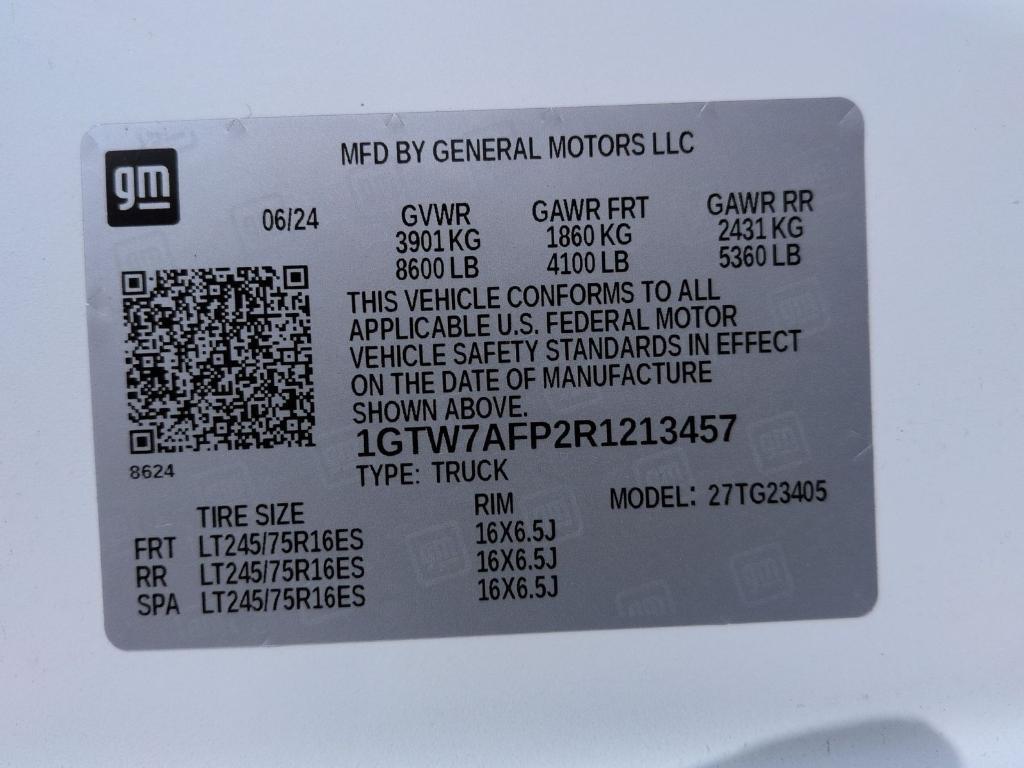 gm
MFD BY GENERAL MOTORS LLC
06/24 GVWR GAWR FRT GAWR RR
3901 KG 1860 KG 2431 KG
8600 LB 4100 LB 5360 LB
THIS VEHICLE CONFORMS TO ALL
APPLICABLE U.S. FEDERAL MOTOR
VEHICLE SAFETY STANDARDS IN EFFECT
ON THE DATE OF MANUFACTURE
SHOWN ABOVE.
1GTW7AFP2R1213457
8624
TYPE: TRUCK
MODEL: 27TG23405
TIRE SIZE RIM
FRT LT245/75R16ES 16X6.5J
RR LT245/75R16ES 16X6.5J
SPA LT245/75R16ES 16X6.5J